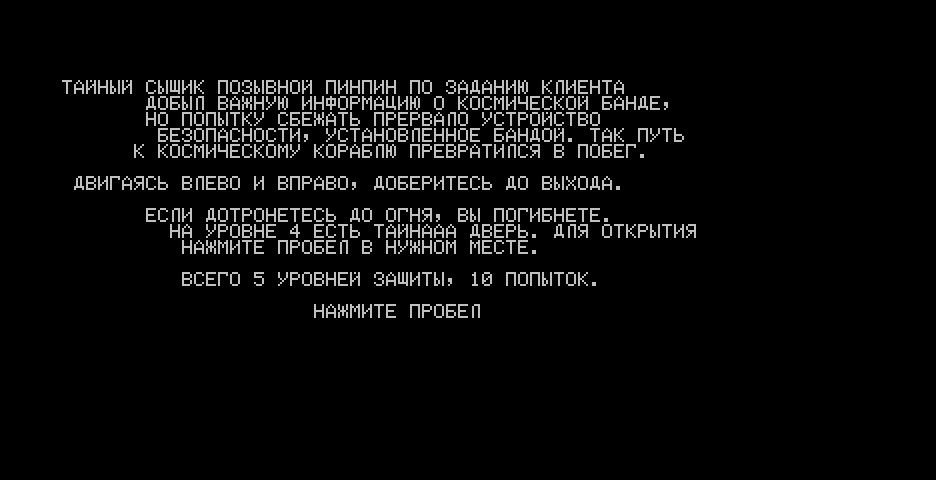 ТАЙНЫЙ СЫЩИК ПОЗЫВНОЙ ПИНПИН ПО ЗАДАНИЮ КЛИЕНТА
ДОБЫЛ ВАЖНУЮ ИНФОРМАЦИЮ О КОСМИЧЕСКОЙ БАНДЕ,
НО ПОПЫТКУ СБЕЖАТЬ ПРЕРВАЛО УСТРОЙСТВО
БЕЗОПАСНОСТИ, УСТАНОВЛЕННОЕ БАНДОЙ. ТАК ПУТЬ
К КОСМИЧЕСКОМУ КОРАБЛЮ ПРЕВРАТИЛСЯ В ПОБЕГ.
ДВИГАЯСЬ ВЛЕВО И ВПРАВО, ДОБЕРИТЕСЬ ДО ВЫХОДА.
ЕСЛИ ДОТРОНЕТЕСЬ ДО ОГНЯ, ВЫ ПОГИБНЕТЕ.
НА УРОВНЕ 4 ЕСТЬ ТАЙНААА ДВЕРЬ. ДЛЯ ОТКРЫТИЯ
НАЖМИТЕ ПРОБЕЛ В НУЖНОМ МЕСТЕ.
ВСЕГО 5 УРОВНЕЙ ЗАЩИТЫ, 10 ПОПЫТОК.
НАЖМИТЕ ПРОБЕЛ